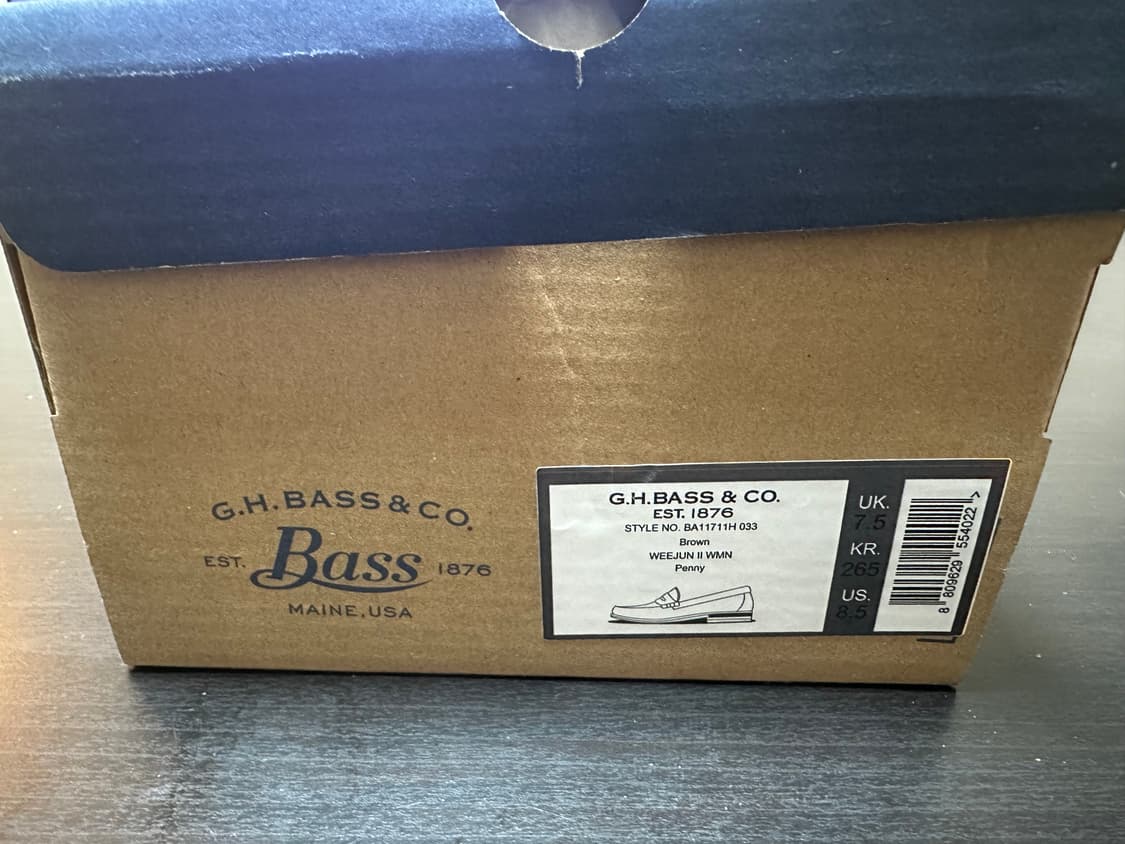 G.H. BASS & CO.
EST. Bass 1876
MAINE, USA
G.H.BASS & CO.
EST. 1876
STYLE NO. BA11711H 033
Brown
WEEJUN II WMN
Penny
UK.
7.5
KR.
265
US.
8.5
8 809629 554022 >